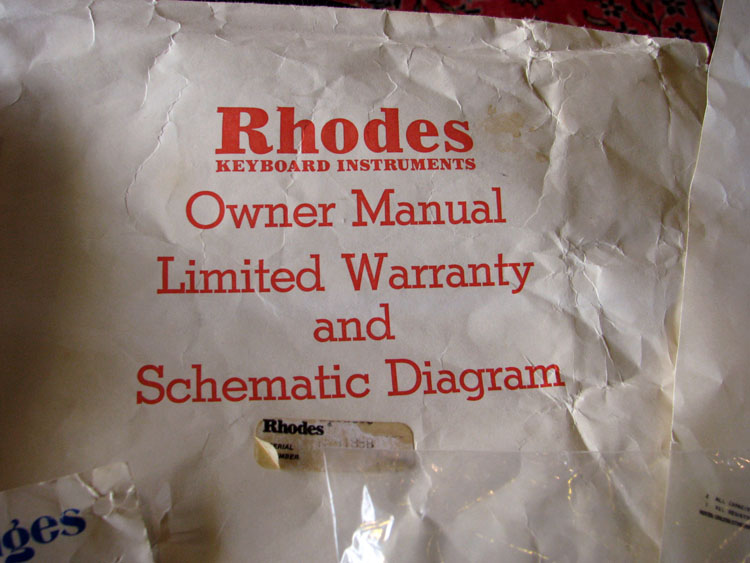 Rhodes
KEYBOARD INSTRUMENTS
Owner Manual
Limited Warranty
and
Schematic Diagram
Rhodes